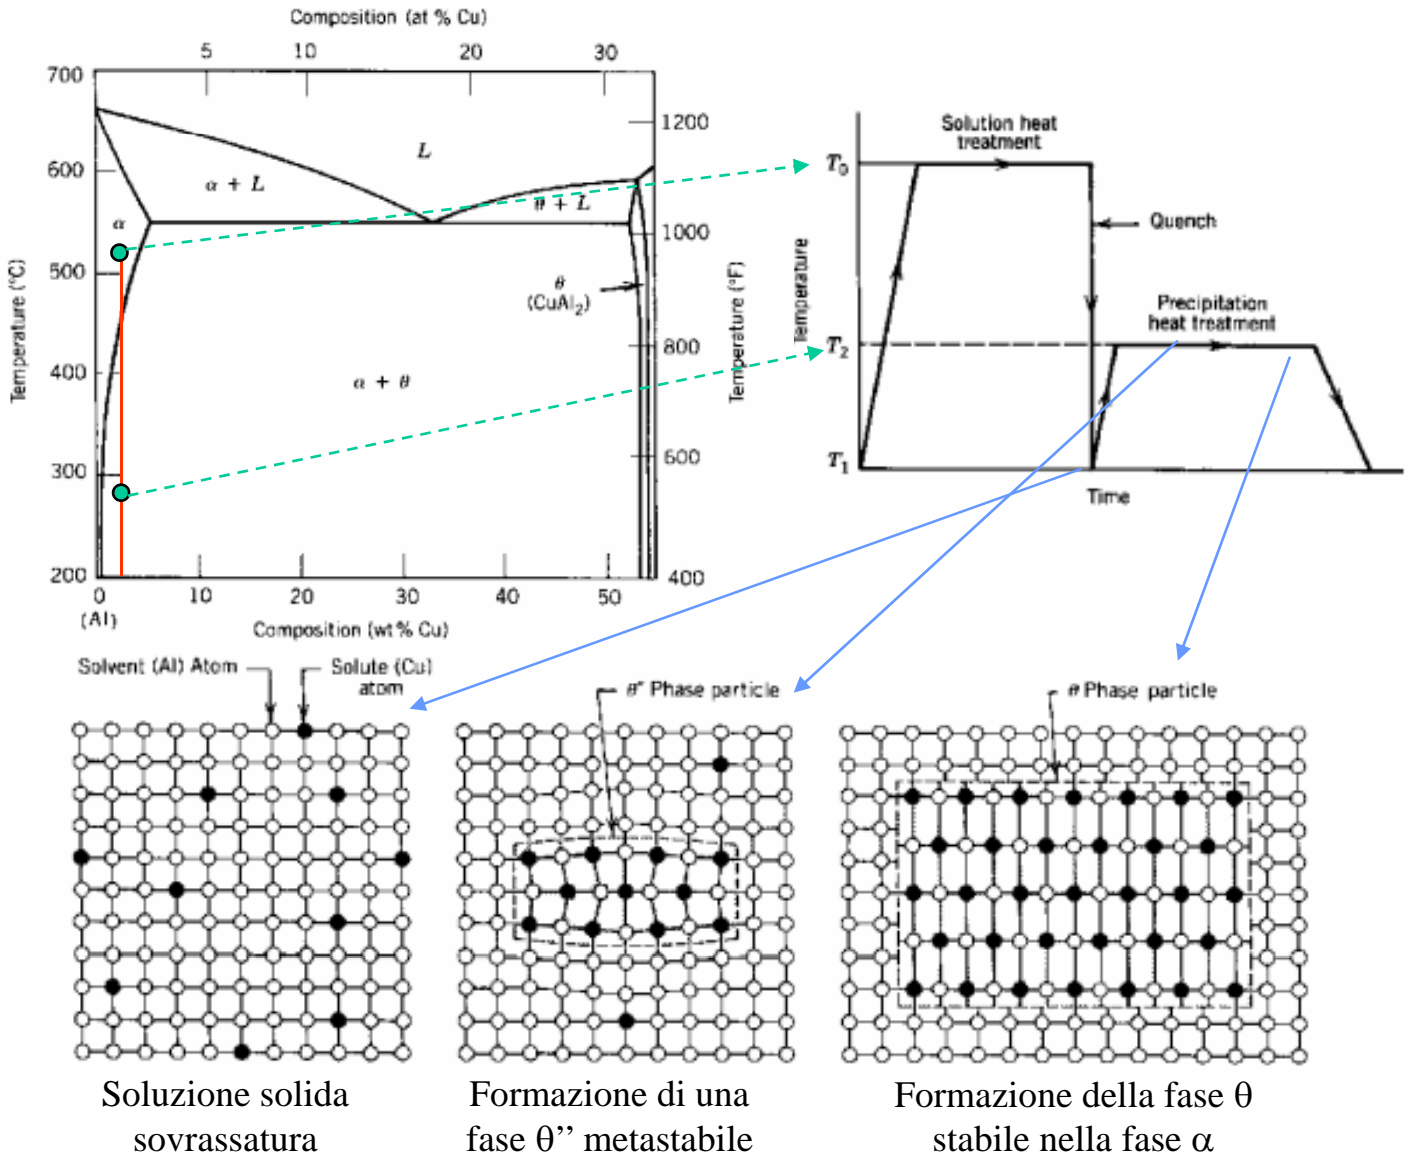 Composition (at % Cu)
5 10 20 30
700
600
500
400
300
200
Temperature (°C)
L
α + L
θ + L
α
θ
(CuAl2)
α + θ
1200
1000
800
600
400
Temperature (°F)
0 10 20 30 40 50
(Al)
Composition (wt % Cu)
Temperature
T0
T2
T1
Solution heat
treatment
Quench
Precipitation
heat treatment
Time
Solvent (Al) Atom
Solute (Cu)
atom
θ" Phase particle
θ Phase particle
Soluzione solida
sovrassatura
Formazione di una
fase θ’’ metastabile
Formazione della fase θ
stabile nella fase α